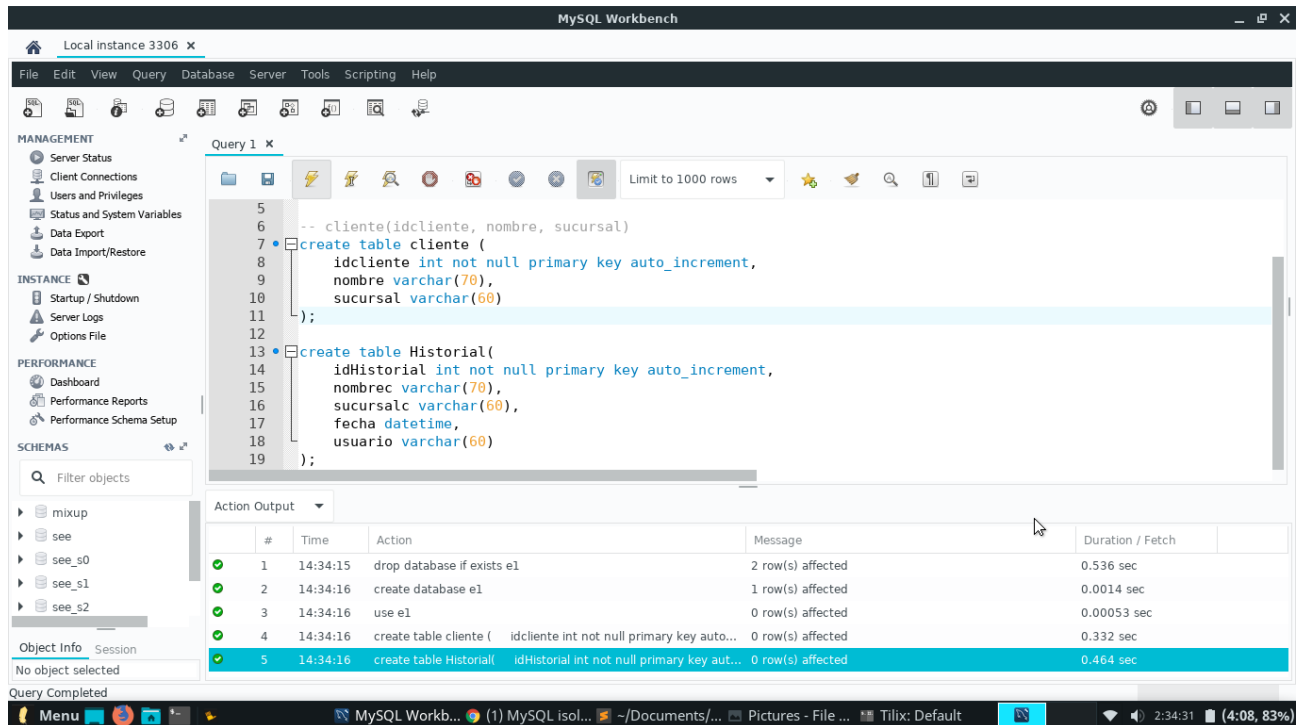 MySQL Workbench
Local instance 3306
File Edit View Query Database Server Tools Scripting Help
MANAGEMENT
Server Status
Client Connections
Users and Privileges
Status and System Variables
Data Export
Data Import/Restore
INSTANCE
Startup / Shutdown
Server Logs
Options File
PERFORMANCE
Dashboard
Performance Reports
Performance Schema Setup
SCHEMAS
Filter objects
mixup
see
see_s0
see_s1
see_s2
Object Info Session
No object selected
Query 1
Limit to 1000 rows
5
6 -- cliente(idcliente, nombre, sucursal)
7 create table cliente (
8 idcliente int not null primary key auto_increment,
9 nombre varchar(70),
10 sucursal varchar(60)
11 );
12
13 create table Historial(
14 idHistorial int not null primary key auto_increment,
15 nombrec varchar(70),
16 sucursalc varchar(60),
17 fecha datetime,
18 usuario varchar(60)
19 );
Action Output
# Time Action Message Duration / Fetch
1 14:34:15 drop database if exists e1 2 row(s) affected 0.536 sec
2 14:34:16 create database e1 1 row(s) affected 0.0014 sec
3 14:34:16 use e1 0 row(s) affected 0.00053 sec
4 14:34:16 create table cliente ( idcliente int not null primary key auto... 0 row(s) affected 0.332 sec
5 14:34:16 create table Historial( idHistorial int not null primary key aut... 0 row(s) affected 0.464 sec
Query Completed
Menu MySQL Workb... (1) MySQL isol... ~/Documents/... Pictures - File ... Tilix: Default 2:34:31 (4:08, 83%)